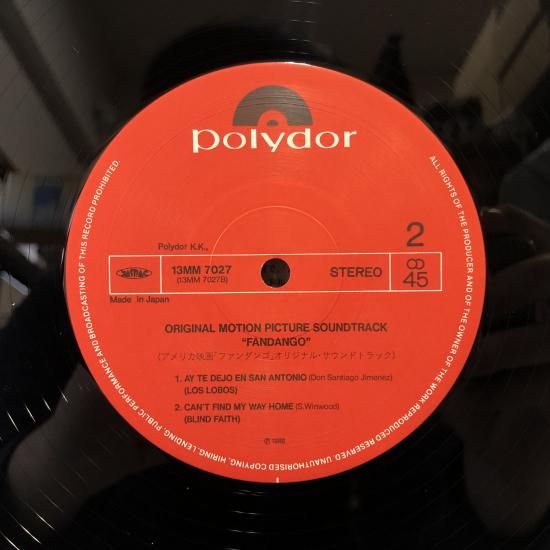 polydor
Polydor K.K.,
2
13MM 7027
(13MM 7027B)
STEREO
45
Made in Japan
ORIGINAL MOTION PICTURE SOUNDTRACK
"FANDANGO"
(アメリカ映画「ファンダンゴ」オリジナル・サウンドトラック)
1. AY TE DEJO EN SAN ANTONIO (Don Santiago Jimenez)
(LOS LOBOS)
2. CAN'T FIND MY WAY HOME (S.Winwood)
(BLIND FAITH)
ALL RIGHTS OF THE PRODUCER AND OF THE OWNER OF THE WORK REPRODUCED RESERVED. UNAUTHORISED COPYING, HIRING, LENDING, PUBLIC PERFORMANCE AND BROADCASTING OF THIS RECORD PROHIBITED.